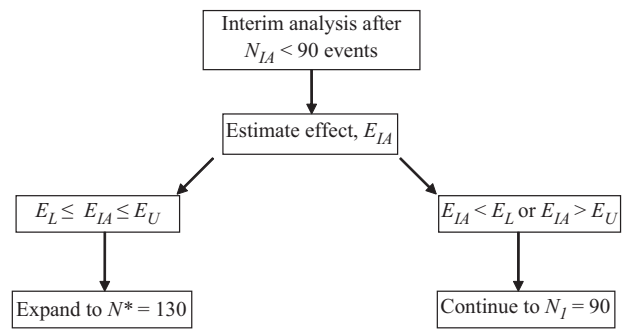 Interim analysis after
N_IA < 90 events
Estimate effect, E_IA
E_L ≤ E_IA ≤ E_U
E_IA < E_L or E_IA > E_U
Expand to N* = 130
Continue to N_1 = 90